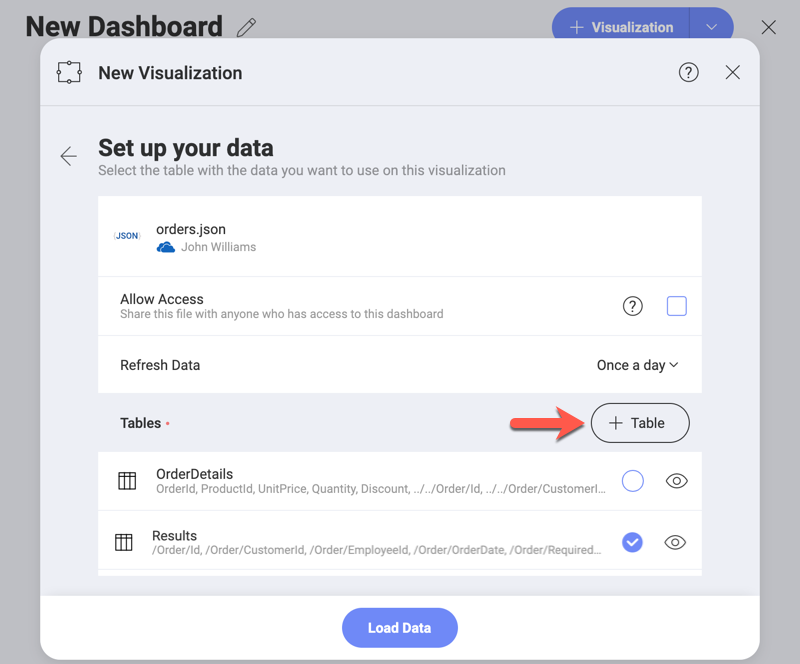 New Dashboard
Visualization
New Visualization
?
Set up your data
Select the table with the data you want to use on this visualization
JSON
orders.json
John Williams
Allow Access
Share this file with anyone who has access to this dashboard
?
Refresh Data
Once a day
Tables •
+ Table
OrderDetails
OrderId, ProductId, UnitPrice, Quantity, Discount, ../../Order/Id, ../../Order/CustomerI...
Results
/Order/Id, /Order/CustomerId, /Order/EmployeeId, /Order/OrderDate, /Order/Required...
Load Data